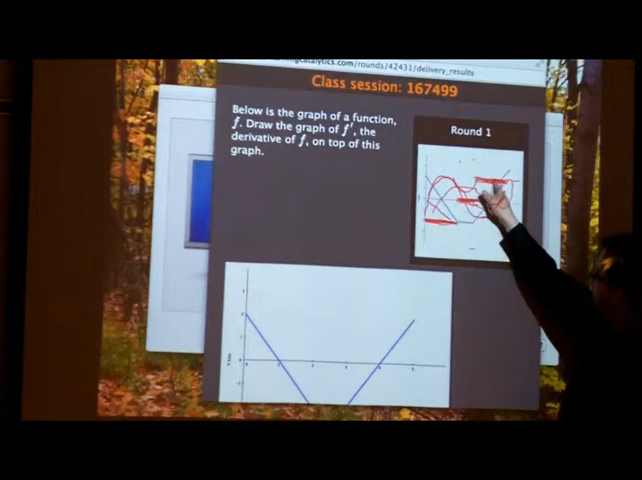 ningcatalytics.com/rounds/42431/delivery_results
Class session: 167499
Below is the graph of a function,
f. Draw the graph of f', the
derivative of f, on top of this
graph.
Round 1